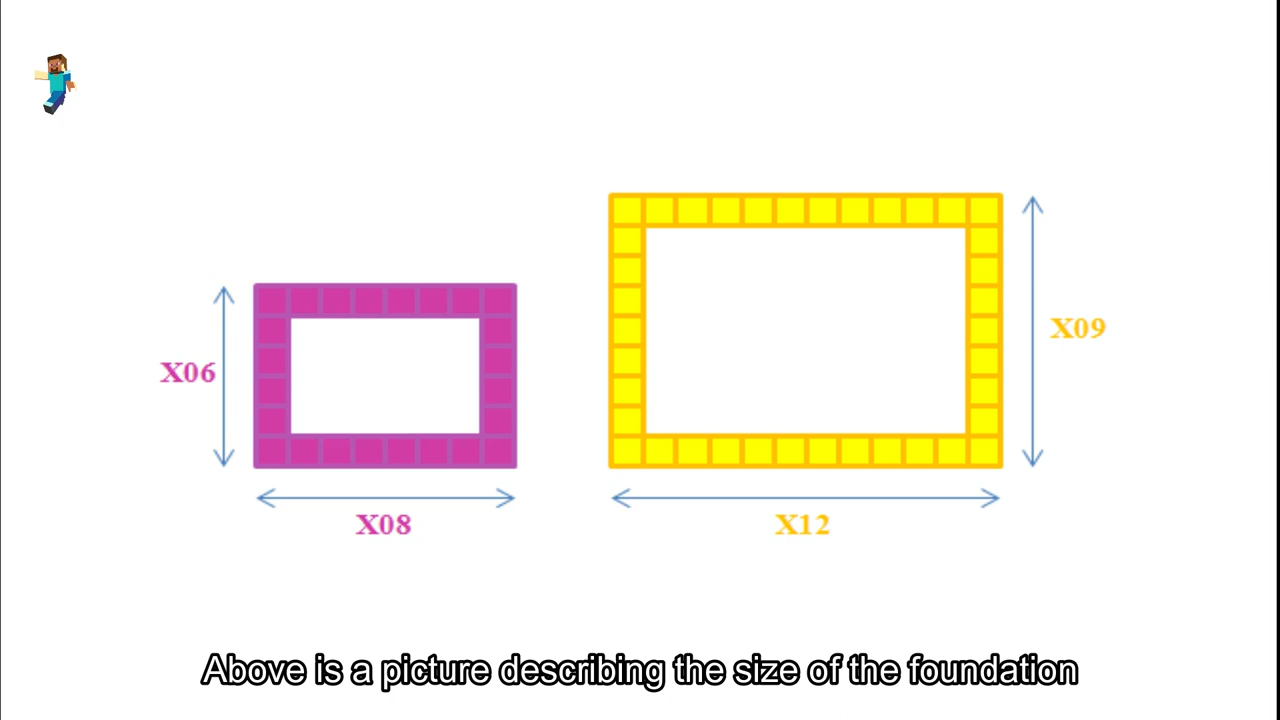 X09
X06
X08
X12
Above is a picture describing the size of the foundation